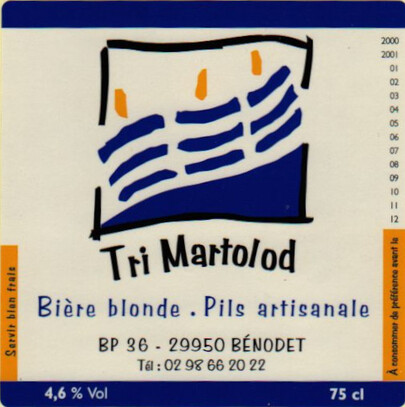 2000
2001
01
02
03
04
05
06
07
08
09
10
11
12
Tri Martolod
Bière blonde . Pils artisanale
BP 36 - 29950 BÉNODET
Tél : 02 98 66 20 22
Servir bien frais
À consommer de préférence avant le
4,6 % Vol
75 cl